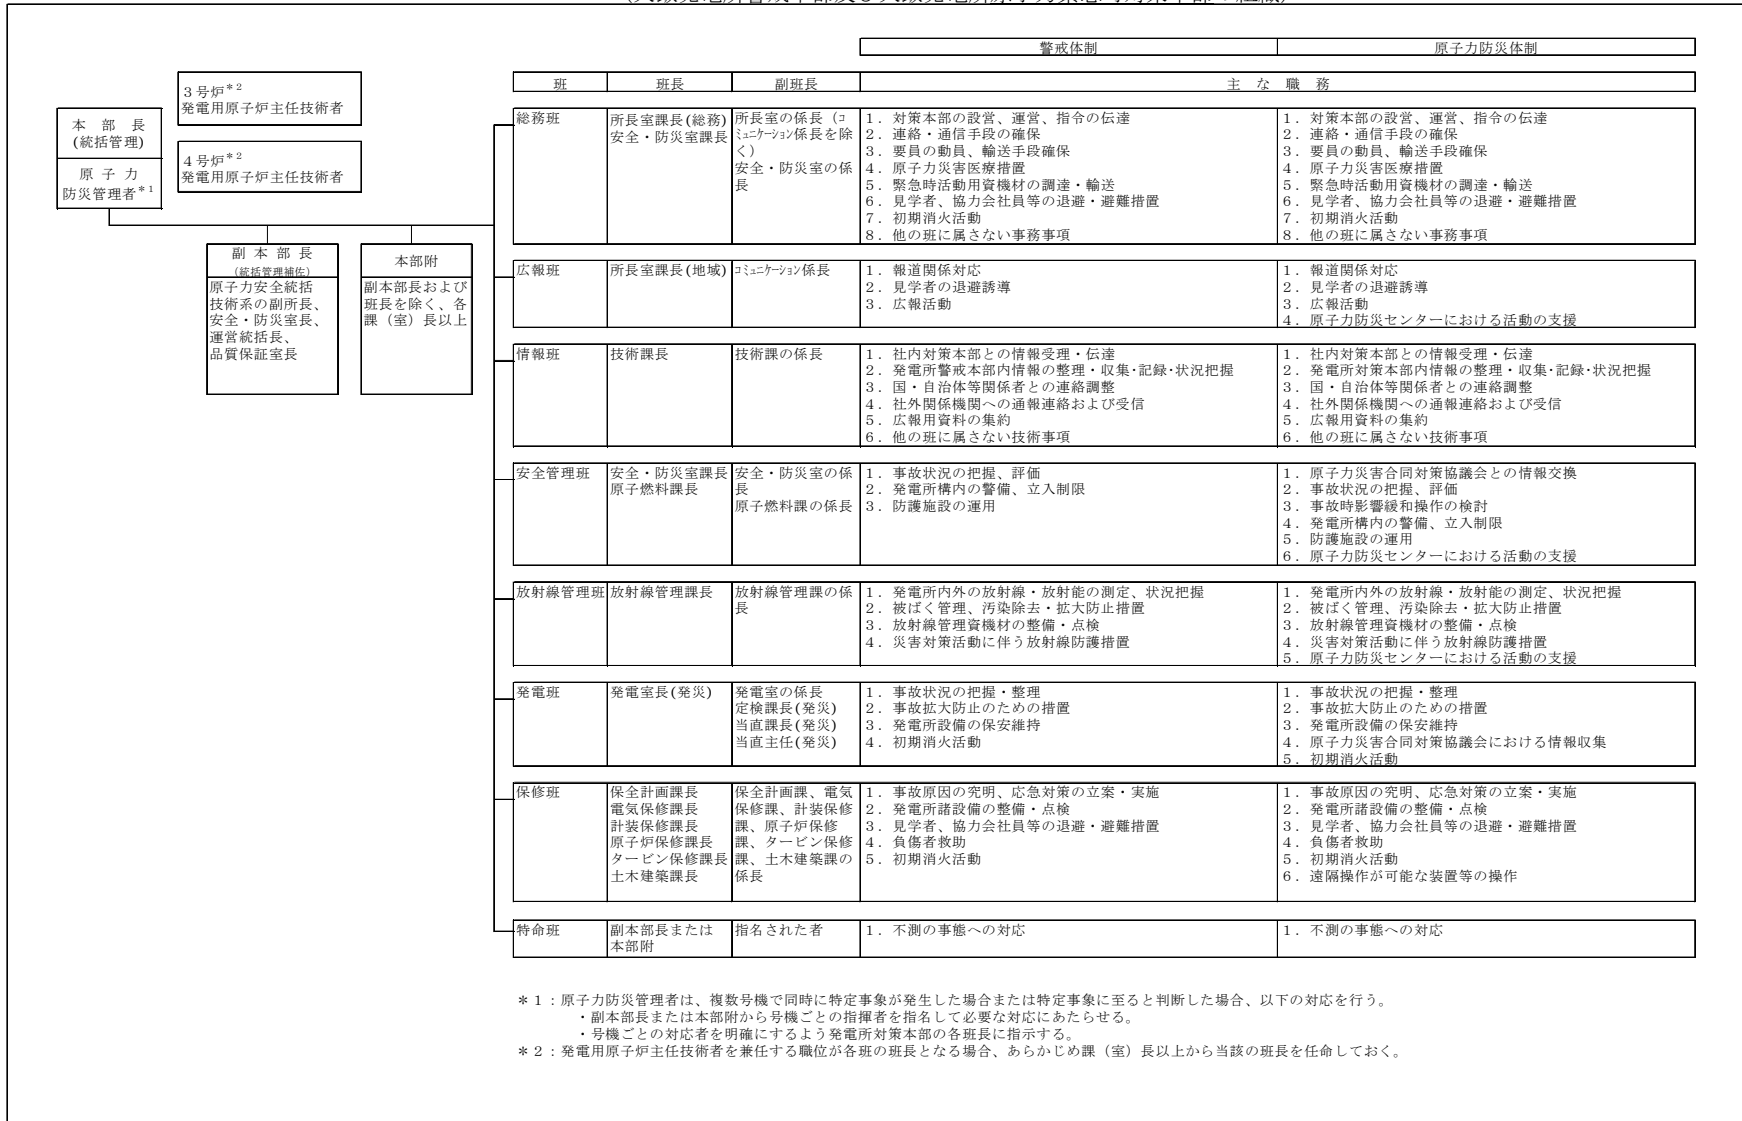 警戒体制　原子力防災体制
班　班長　副班長　主　な　職　務
3号炉＊2
発電用原子炉主任技術者
4号炉＊2
発電用原子炉主任技術者
本　部　長
(統括管理)
原 子 力
防災管理者＊1
副 本 部 長
(統括管理補佐)
原子力安全統括
技術系の副所長、
安全・防災室長、
運営統括長、
品質保証室長
本部附
副本部長および
班長を除く、各
課（室）長以上
総務班
所長室課長(総務)
安全・防災室課長
所長室の係長（コ
ミュニケーション係長を除
く）
安全・防災室の係
長
1．対策本部の設営、運営、指令の伝達
2．連絡・通信手段の確保
3．要員の動員、輸送手段確保
4．原子力災害医療措置
5．緊急時活動用資機材の調達・輸送
6．見学者、協力会社員等の退避・避難措置
7．初期消火活動
8．他の班に属さない事務事項
1．対策本部の設営、運営、指令の伝達
2．連絡・通信手段の確保
3．要員の動員、輸送手段確保
4．原子力災害医療措置
5．緊急時活動用資機材の調達・輸送
6．見学者、協力会社員等の退避・避難措置
7．初期消火活動
8．他の班に属さない事務事項
広報班
所長室課長(地域)
コミュニケーション係長
1．報道関係対応
2．見学者の退避誘導
3．広報活動
1．報道関係対応
2．見学者の退避誘導
3．広報活動
4．原子力防災センターにおける活動の支援
情報班
技術課長
技術課の係長
1．社内対策本部との情報受理・伝達
2．発電所警戒本部内情報の整理・収集･記録･状況把握
3．国・自治体等関係者との連絡調整
4．社外関係機関への通報連絡および受信
5．広報用資料の集約
6．他の班に属さない技術事項
1．社内対策本部との情報受理・伝達
2．発電所対策本部内情報の整理・収集･記録･状況把握
3．国・自治体等関係者との連絡調整
4．社外関係機関への通報連絡および受信
5．広報用資料の集約
6．他の班に属さない技術事項
安全管理班
安全・防災室課長
原子燃料課長
安全・防災室の係
長
原子燃料課の係長
1．事故状況の把握、評価
2．発電所構内の警備、立入制限
3．防護施設の運用
1．原子力災害合同対策協議会との情報交換
2．事故状況の把握、評価
3．事故時影響緩和操作の検討
4．発電所構内の警備、立入制限
5．防護施設の運用
6．原子力防災センターにおける活動の支援
放射線管理班
放射線管理課長
放射線管理課の係
長
1．発電所内外の放射線・放射能の測定、状況把握
2．被ばく管理、汚染除去・拡大防止措置
3．放射線管理資機材の整備・点検
4．災害対策活動に伴う放射線防護措置
1．発電所内外の放射線・放射能の測定、状況把握
2．被ばく管理、汚染除去・拡大防止措置
3．放射線管理資機材の整備・点検
4．災害対策活動に伴う放射線防護措置
5．原子力防災センターにおける活動の支援
発電班
発電室長(発災)
発電室の係長
定検課長(発災)
当直課長(発災)
当直主任(発災)
1．事故状況の把握・整理
2．事故拡大防止のための措置
3．発電所設備の保安維持
4．初期消火活動
1．事故状況の把握・整理
2．事故拡大防止のための措置
3．発電所設備の保安維持
4．原子力災害合同対策協議会における情報収集
5．初期消火活動
保修班
保全計画課長
電気保修課長
計装保修課長
原子炉保修課長
タービン保修課長
土木建築課長
保全計画課、電気
保修課、計装保修
課、原子炉保修
課、タービン保修
課、土木建築課の
係長
1．事故原因の究明、応急対策の立案・実施
2．発電所諸設備の整備・点検
3．見学者、協力会社員等の退避・避難措置
4．負傷者救助
5．初期消火活動
1．事故原因の究明、応急対策の立案・実施
2．発電所諸設備の整備・点検
3．見学者、協力会社員等の退避・避難措置
4．負傷者救助
5．初期消火活動
6．遠隔操作が可能な装置等の操作
特命班
副本部長または
本部附
指名された者
1．不測の事態への対応
1．不測の事態への対応
＊1：原子力防災管理者は、複数号機で同時に特定事象が発生した場合または特定事象に至ると判断した場合、以下の対応を行う。
・副本部長または本部附から号機ごとの指揮者を指名して必要な対応にあたらせる。
・号機ごとの対応者を明確にするよう発電所対策本部の各班長に指示する。
＊2：発電用原子炉主任技術者を兼任する職位が各班の班長となる場合、あらかじめ課（室）長以上から当該の班長を任命しておく。